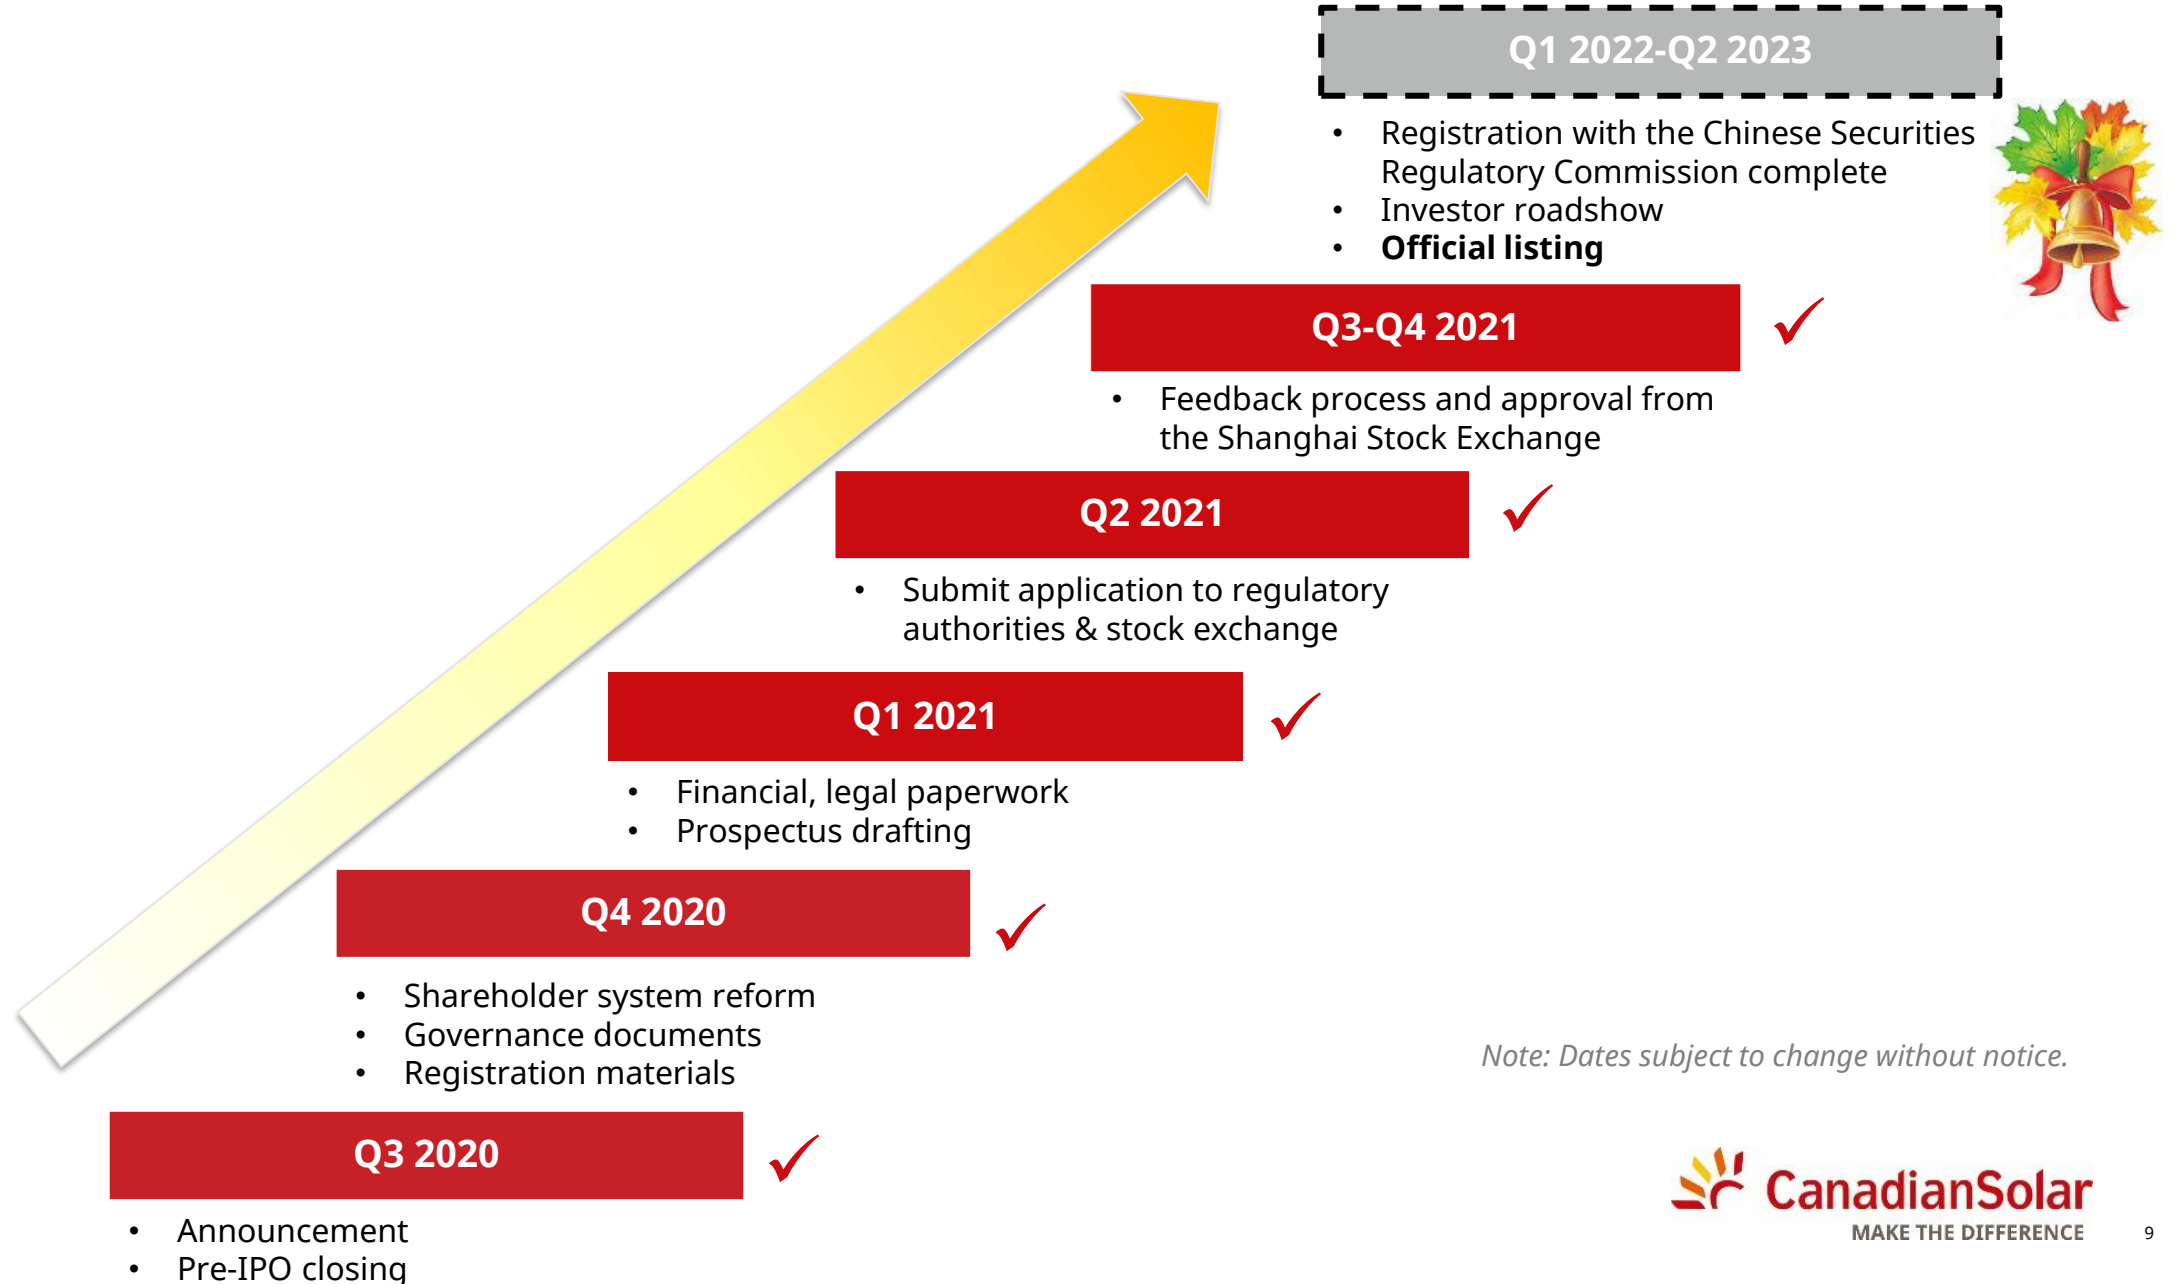 Q1 2022-Q2 2023
• Registration with the Chinese Securities
Regulatory Commission complete
• Investor roadshow
• Official listing
Q3-Q4 2021
• Feedback process and approval from
the Shanghai Stock Exchange
Q2 2021
• Submit application to regulatory
authorities & stock exchange
Q1 2021
• Financial, legal paperwork
• Prospectus drafting
Q4 2020
• Shareholder system reform
• Governance documents
• Registration materials
Note: Dates subject to change without notice.
Q3 2020
• Announcement
• Pre-IPO closing
CanadianSolar
MAKE THE DIFFERENCE
9